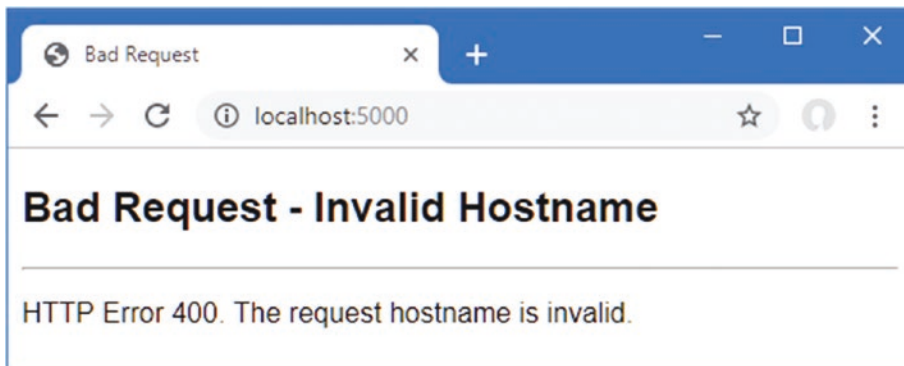 Bad Request
localhost:5000
Bad Request - Invalid Hostname
HTTP Error 400. The request hostname is invalid.